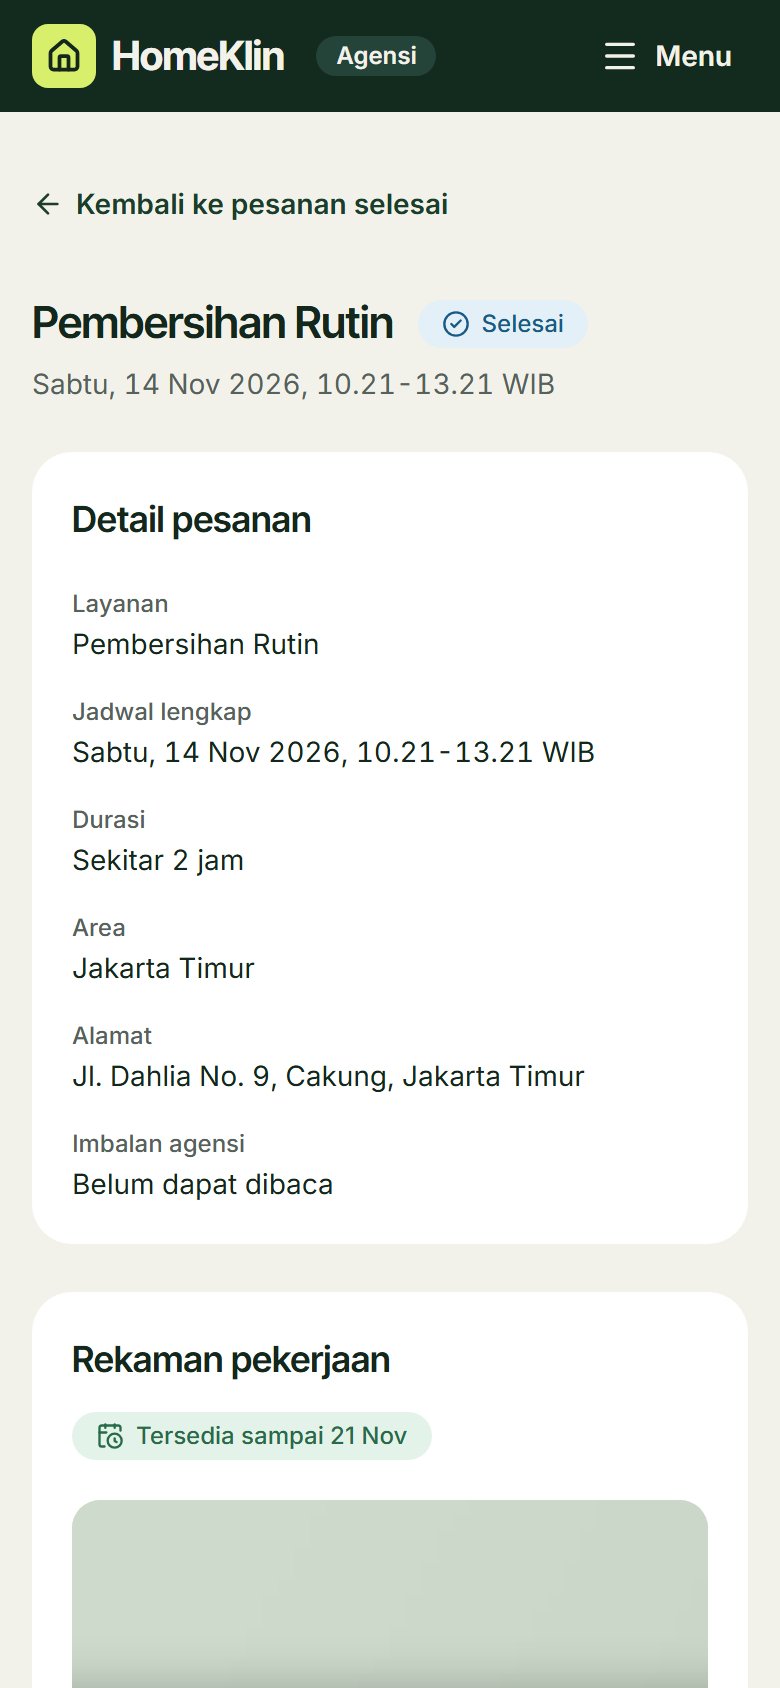 HomeKlin
Agensi
Menu
Kembali ke pesanan selesai
Pembersihan Rutin
Selesai
Sabtu, 14 Nov 2026, 10.21-13.21 WIB
Detail pesanan
Layanan
Pembersihan Rutin
Jadwal lengkap
Sabtu, 14 Nov 2026, 10.21-13.21 WIB
Durasi
Sekitar 2 jam
Area
Jakarta Timur
Alamat
Jl. Dahlia No. 9, Cakung, Jakarta Timur
Imbalan agensi
Belum dapat dibaca
Rekaman pekerjaan
Tersedia sampai 21 Nov